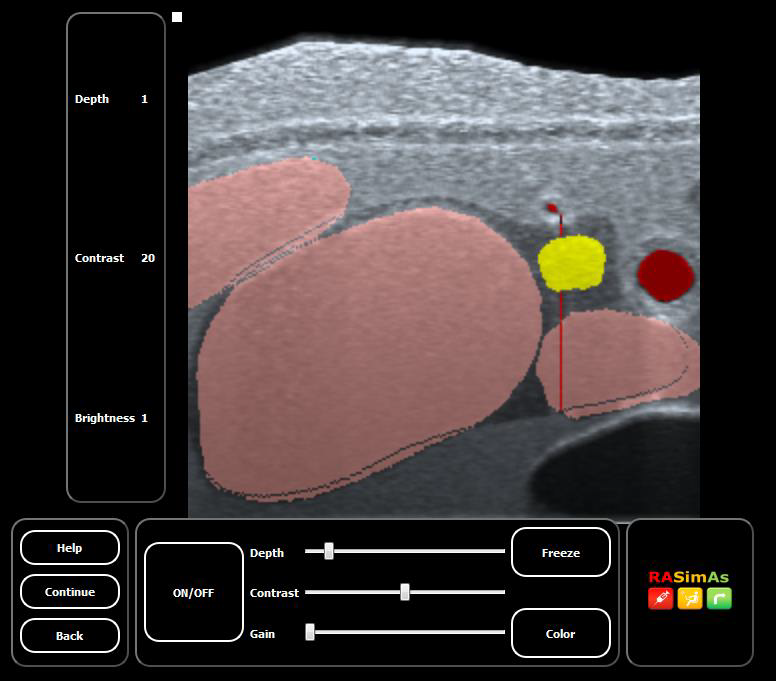 Depth 1
Contrast 20
Brightness 1
Help
Continue
Back
ON/OFF
Depth
Contrast
Gain
Freeze
Color
RASimAs